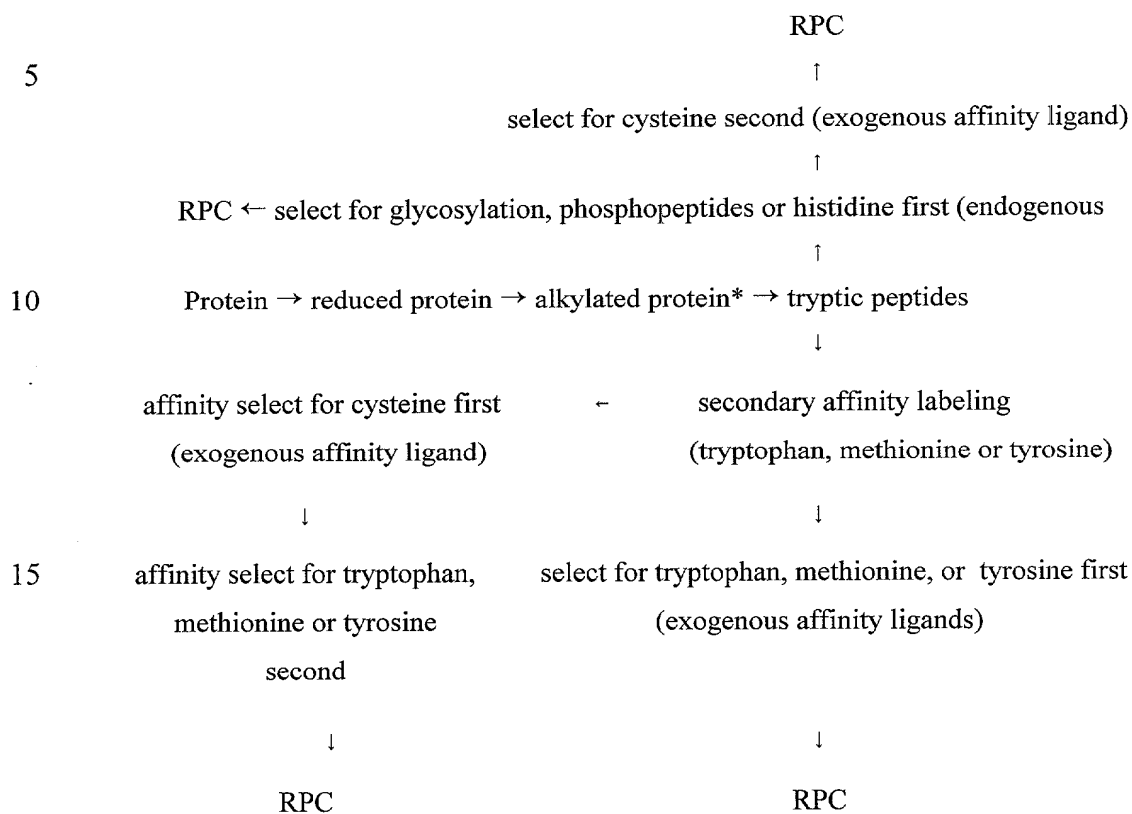 RPC
5 ↑
select for cysteine second (exogenous affinity ligand)
↑
RPC ← select for glycosylation, phosphopeptides or histidine first (endogenous
↑
10 Protein → reduced protein → alkylated protein* → tryptic peptides
↓
affinity select for cysteine first ← secondary affinity labeling
(exogenous affinity ligand) (tryptophan, methionine or tyrosine)
↓ ↓
15 affinity select for tryptophan, select for tryptophan, methionine, or tyrosine first
methionine or tyrosine (exogenous affinity ligands)
second
↓ ↓
RPC RPC